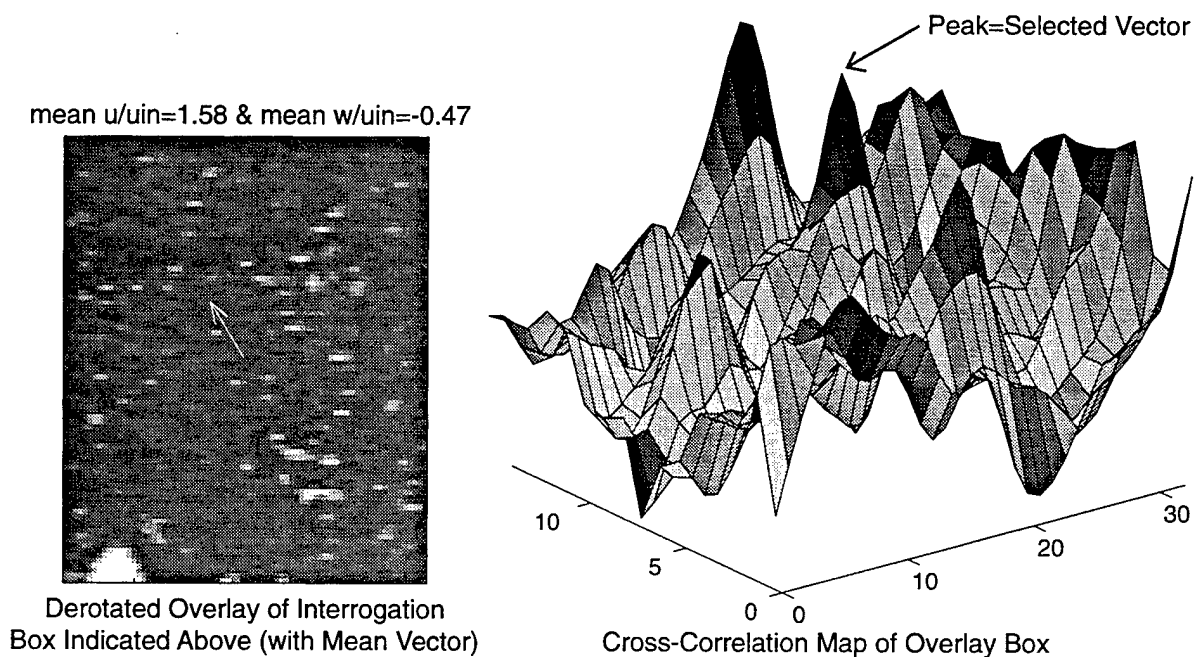 Peak=Selected Vector
mean u/uin=1.58 & mean w/uin=-0.47
10
5
0
0
10
20
30
Derotated Overlay of Interrogation
Box Indicated Above (with Mean Vector)
Cross-Correlation Map of Overlay Box